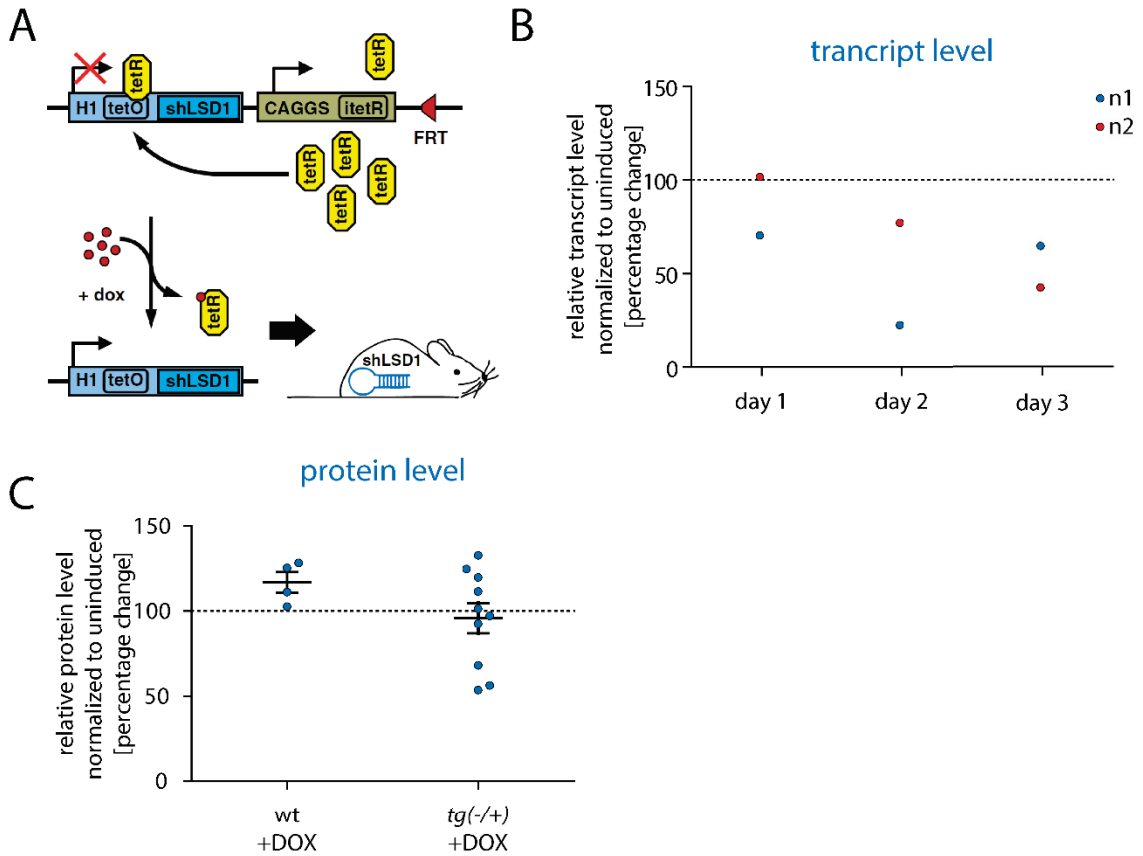 A
tetR
tetR
H1 tetO shLSD1 CAGGS itetR
FRT
tetR
tetR
tetR
tetR
+ dox
tetR
H1 tetO shLSD1
shLSD1
B
trancript level
relative transcript level
normalized to uninduced
[percentage change]
150
100
50
0
n1
n2
day 1 day 2 day 3
C
protein level
relative protein level
normalized to uninduced
[percentage change]
150
100
50
0
wt
+DOX
tg(-/+)
+DOX